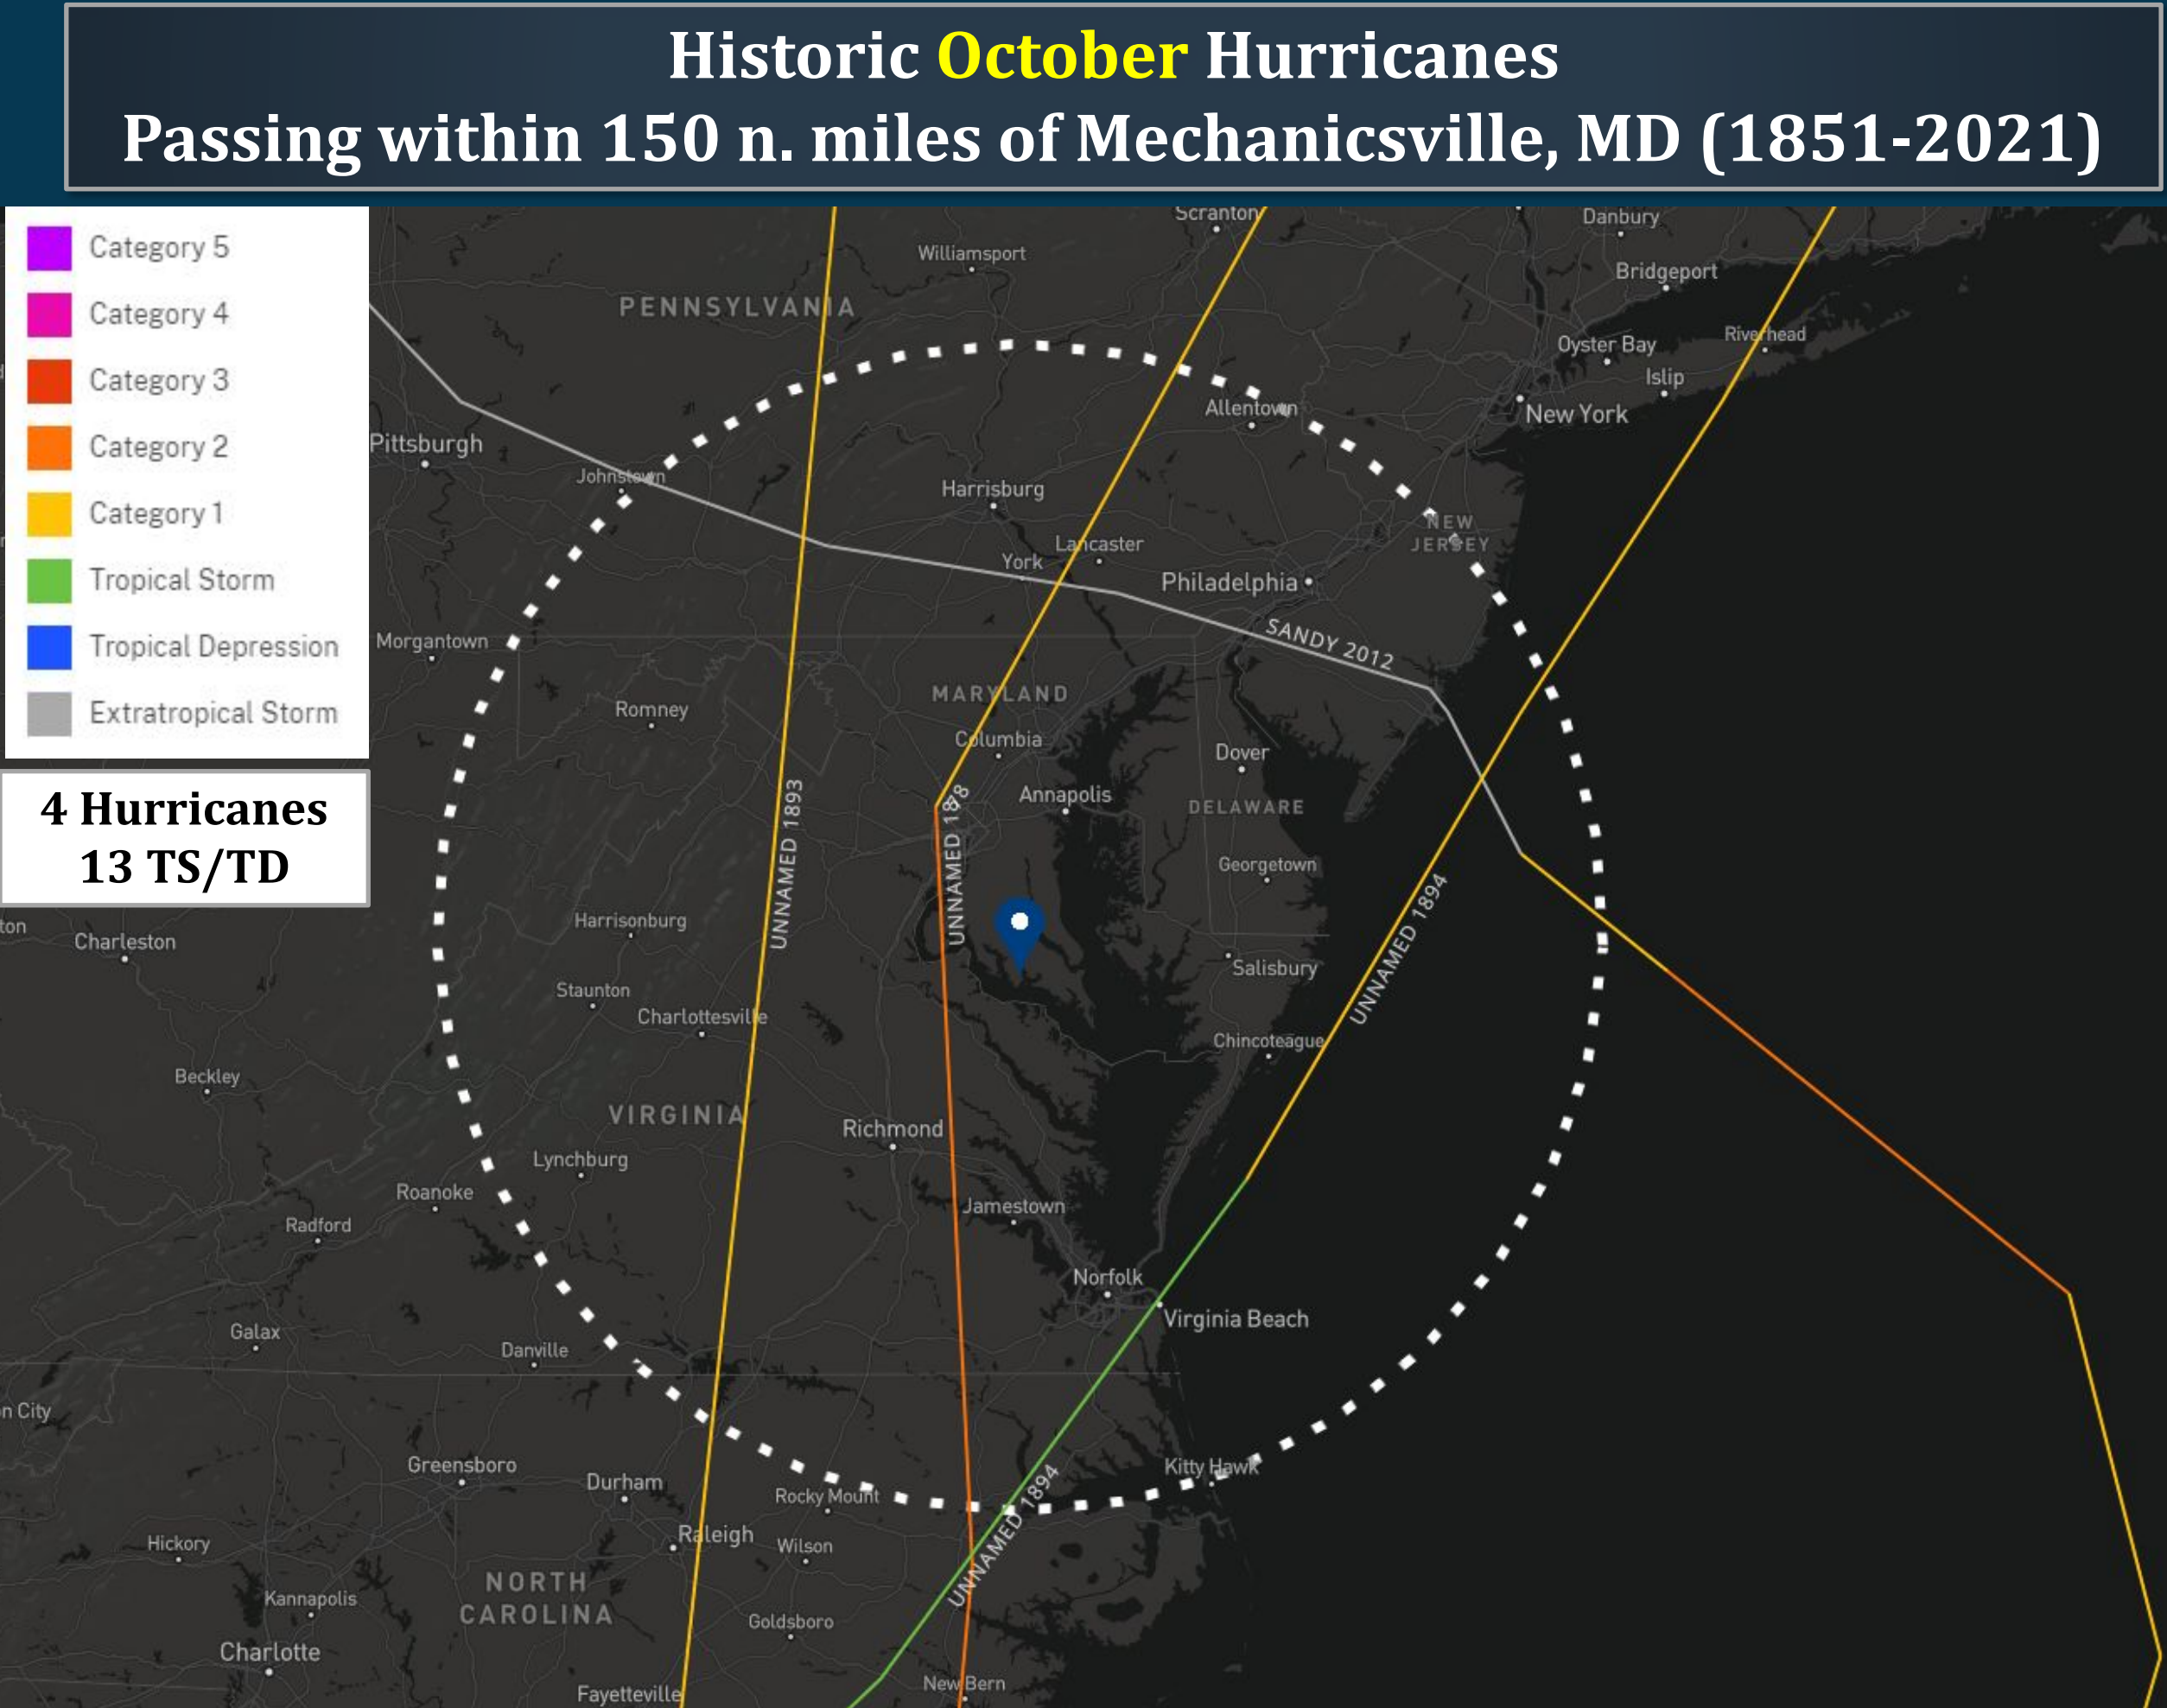 Historic October Hurricanes
Passing within 150 n. miles of Mechanicsville, MD (1851-2021)
Category 5
Category 4
Category 3
Category 2
Category 1
Tropical Storm
Tropical Depression
Extratropical Storm
4 Hurricanes
13 TS/TD
Scranton
Danbury
Williamsport
Bridgeport
PENNSYLVANIA
Riverhead
Oyster Bay
Islip
Allentown
New York
Pittsburgh
Johnstown
Harrisburg
NEW
JERSEY
Lancaster
York
Philadelphia
SANDY 2012
Morgantown
MARYLAND
Romney
Columbia
Dover
Annapolis
DELAWARE
UNNAMED 1893
UNNAMED 1878
Georgetown
UNNAMED 1894
Harrisonburg
ton
Charleston
Salisbury
Staunton
Charlottesville
Chincoteague
Beckley
VIRGINIA
Richmond
Lynchburg
Roanoke
Jamestown
Radford
Norfolk
Virginia Beach
Galax
Danville
n City
Greensboro
Kitty Hawk
Durham
Rocky Mount
UNNAMED 1894
Raleigh
Wilson
Hickory
NORTH
CAROLINA
Kannapolis
Goldsboro
Charlotte
New Bern
Fayetteville